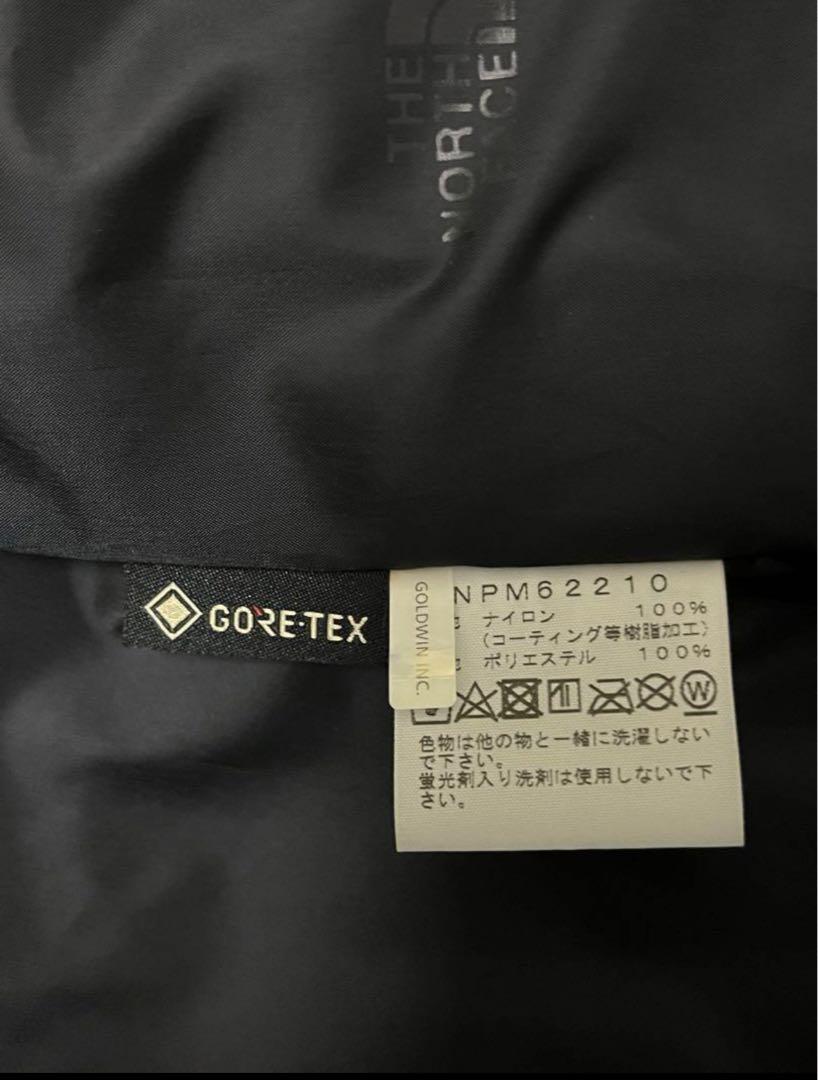 THE
NORTH
FACE
GORE-TEX
GOLDWIN INC.
NPM62210
ナイロン 100%
(コーティング等樹脂加工)
ポリエステル 100%
W
色物は他の物と一緒に洗濯しない
で下さい。
蛍光剤入り洗剤は使用しないで下
さい。